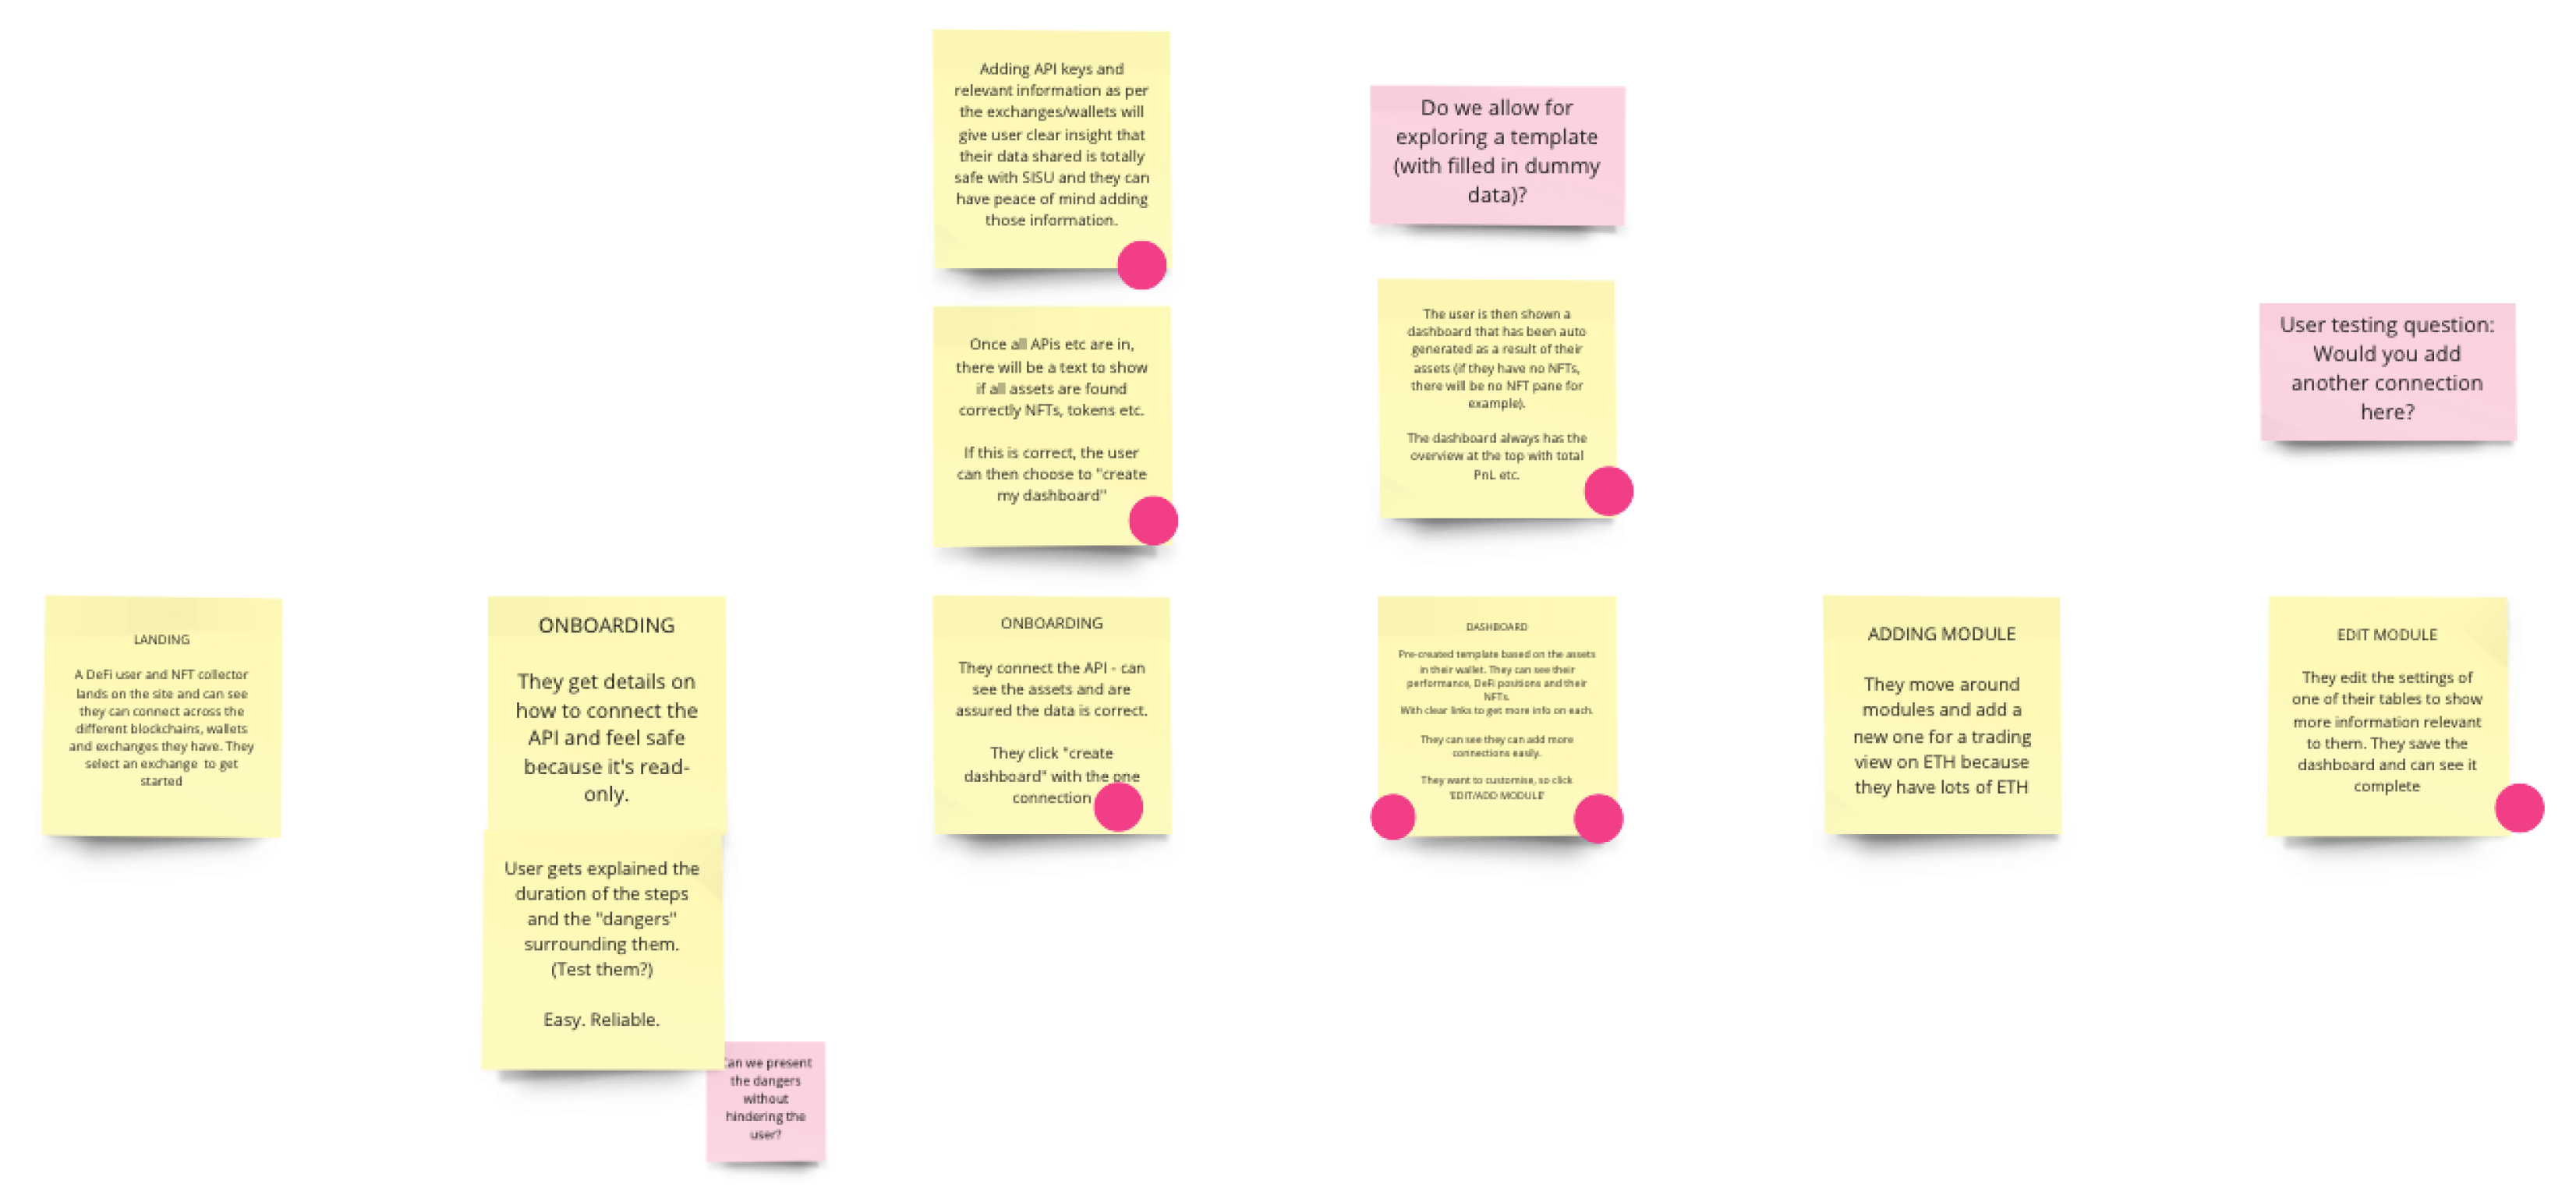 Adding API keys and
relevant information as per
the exchanges/wallets will
give user clear insight that
their data shared is totally
safe with SISU and they can
have peace of mind adding
those information.
Do we allow for
exploring a template
(with filled in dummy
data)?
Once all APIs etc are in,
there will be a text to show
if all assets are found
correctly NFTs, tokens etc.
If this is correct, the user
can then choose to "create
my dashboard"
The user is then shown a
dashboard that has been auto
generated as a result of their
assets (if they have no NFTs,
there will be no NFT pane for
example).
The dashboard always has the
overview at the top with total
PnL etc.
User testing question:
Would you add
another connection
here?
LANDING
A DeFi user and NFT collector
lands on the site and can see
they can connect across the
different blockchains, wallets
and exchanges they have. They
select an exchange to get
started
ONBOARDING
They get details on
how to connect the
API and feel safe
because it's read-
only.
User gets explained the
duration of the steps
and the "dangers"
surrounding them.
(Test them?)
Easy. Reliable.
Can we present
the dangers
without
hindering the
user?
ONBOARDING
They connect the API - can
see the assets and are
assured the data is correct.
They click "create
dashboard" with the one
connection
DASHBOARD
Pre-created template based on the assets
in their wallet. They can see their
performance, DeFi positions and their
NFTs.
With clear links to get more info on each.
They can see they can add more
connections easily.
They want to customise, so click
'EDIT/ADD MODULE'
ADDING MODULE
They move around
modules and add a
new one for a trading
view on ETH because
they have lots of ETH
EDIT MODULE
They edit the settings of
one of their tables to show
more information relevant
to them. They save the
dashboard and can see it
complete